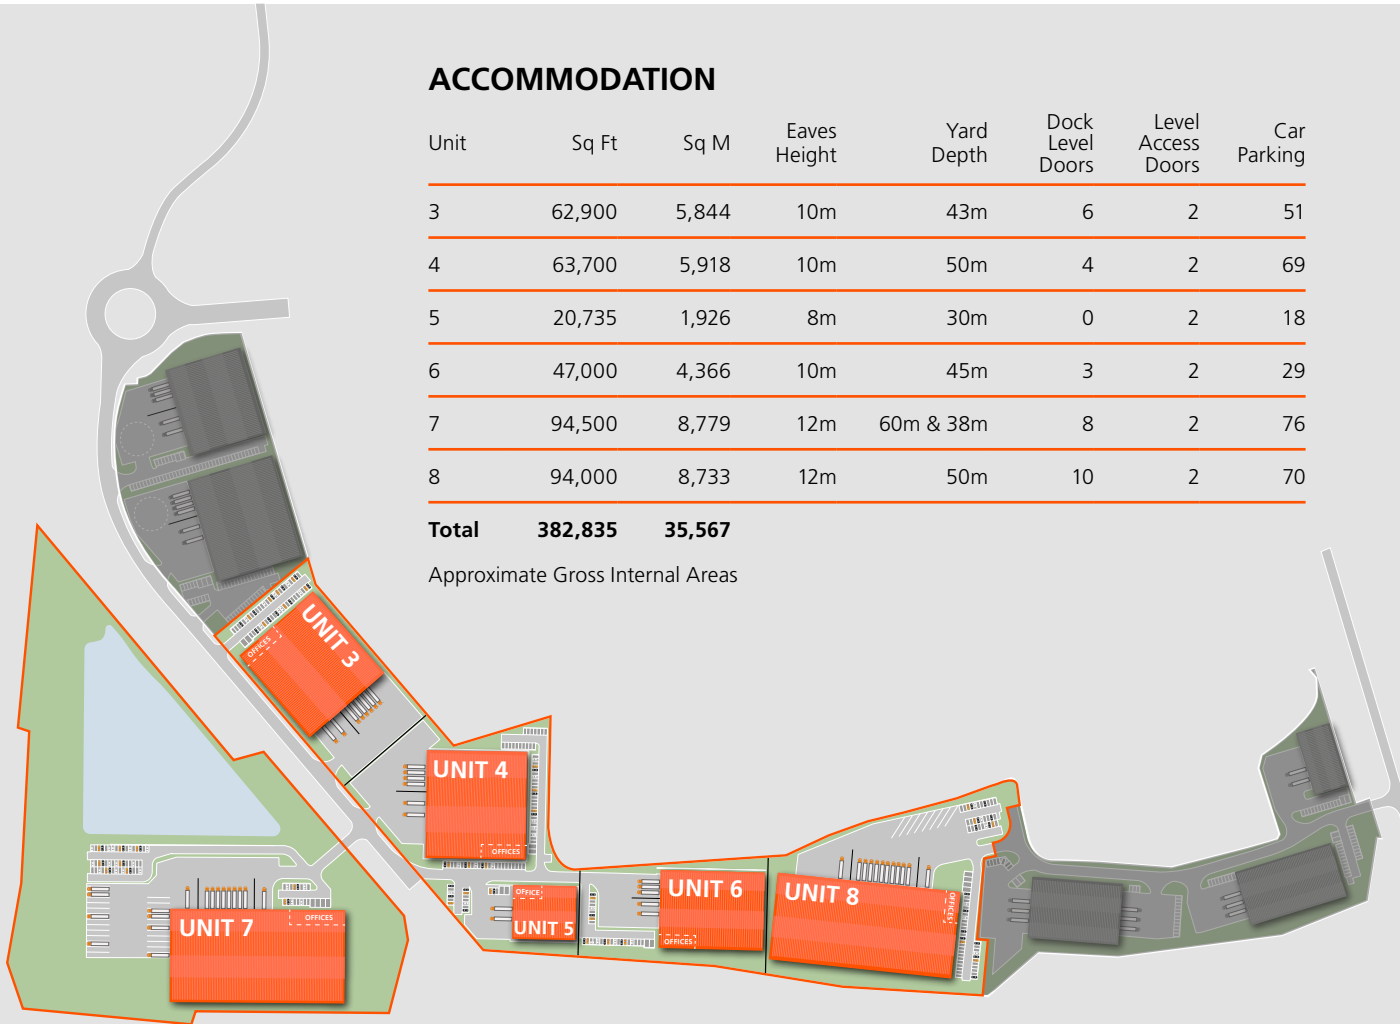 ACCOMMODATION
Unit Sq Ft Sq M Eaves Height Yard Depth Dock Level Doors Level Access Doors Car Parking
3 62,900 5,844 10m 43m 6 2 51
4 63,700 5,918 10m 50m 4 2 69
5 20,735 1,926 8m 30m 0 2 18
6 47,000 4,366 10m 45m 3 2 29
7 94,500 8,779 12m 60m & 38m 8 2 76
8 94,000 8,733 12m 50m 10 2 70
Total 382,835 35,567
Approximate Gross Internal Areas
UNIT 3
OFFICES
UNIT 4
OFFICES
OFFICE
UNIT 5
UNIT 6
OFFICES
UNIT 8
OFFICES
UNIT 7
OFFICES